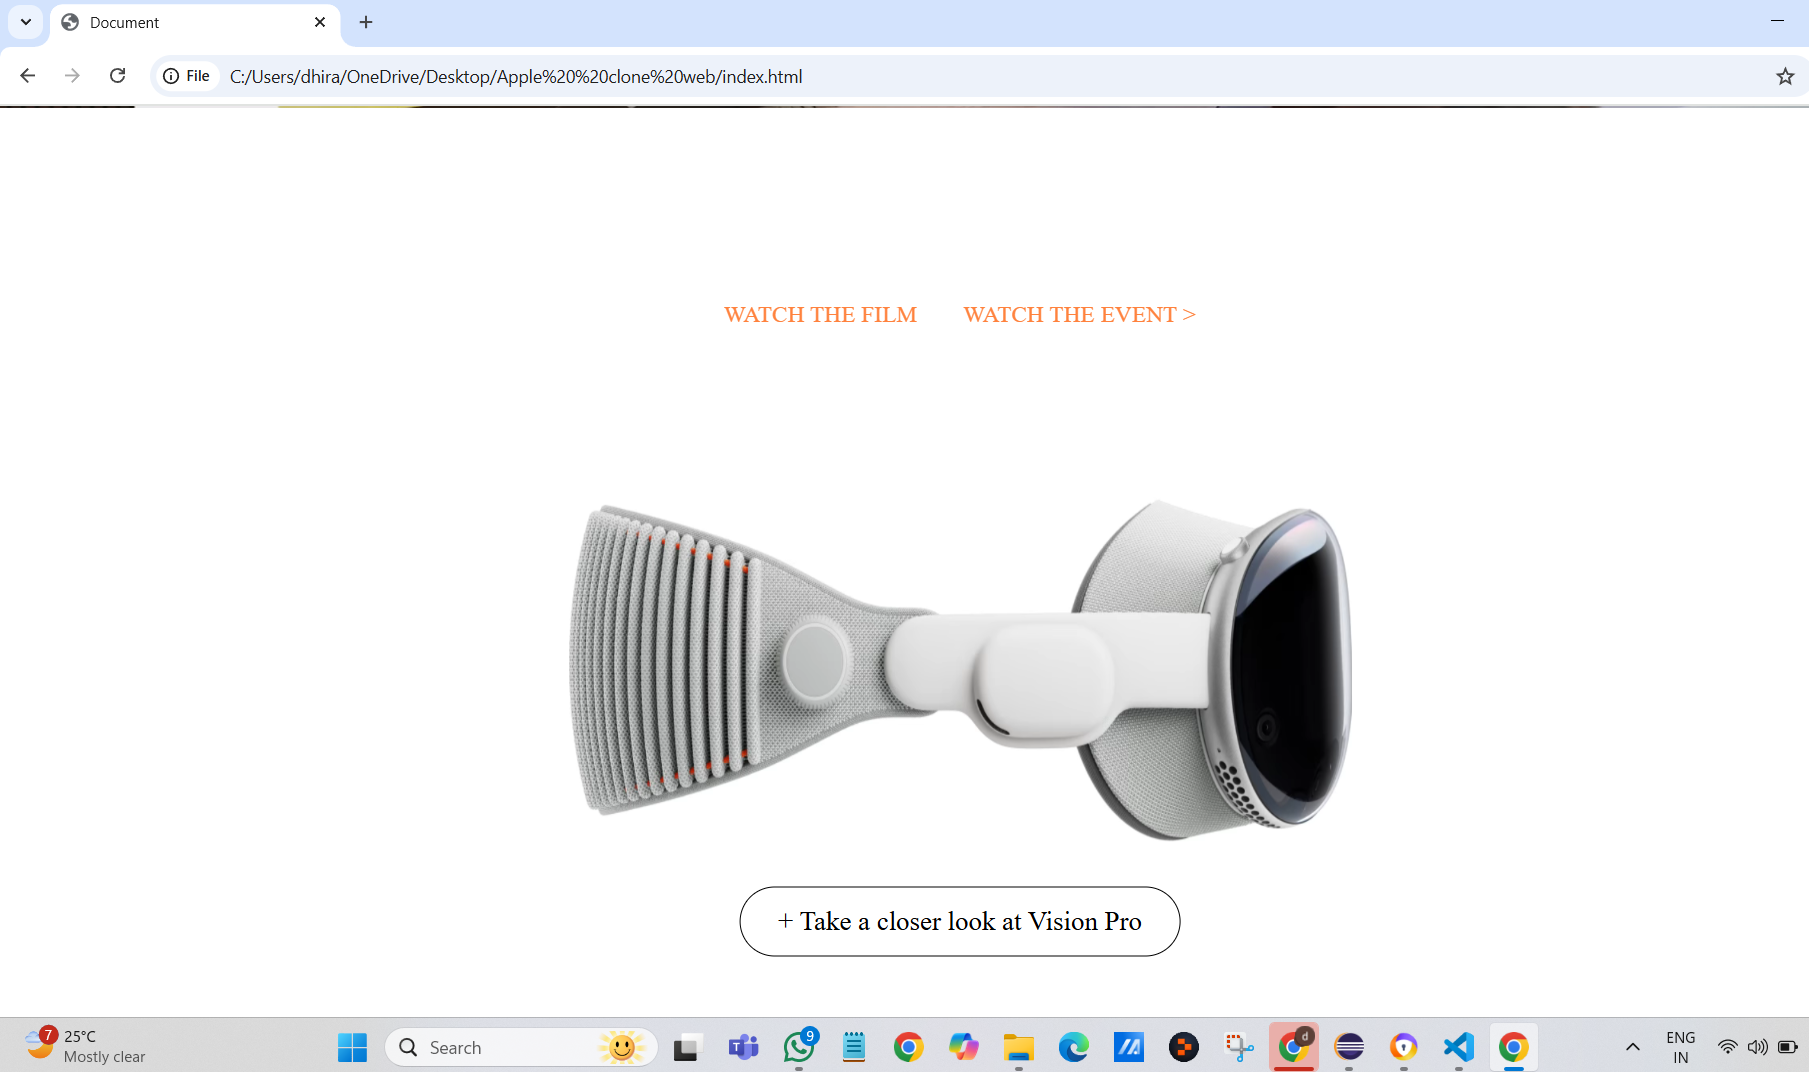 Document
File
C:/Users/dhira/OneDrive/Desktop/Apple%20%20clone%20web/index.html
WATCH THE FILM WATCH THE EVENT >
+ Take a closer look at Vision Pro
7
25°C
Mostly clear
Search
T
9
d
ENG
IN